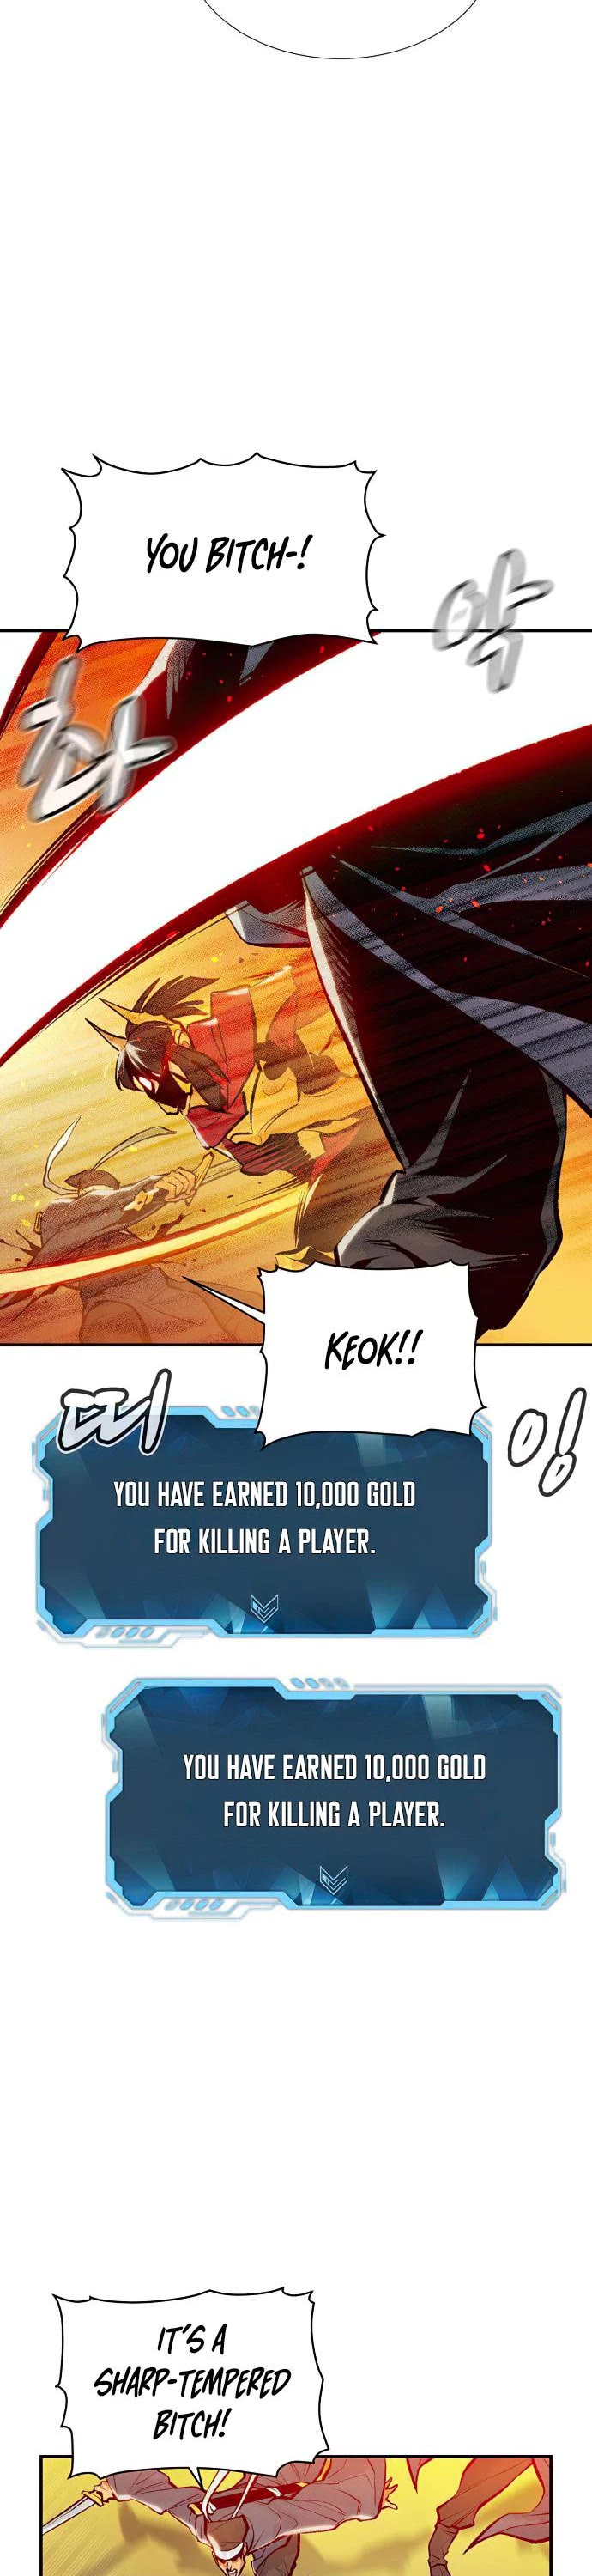 YOU BITCH-!
악
촤
KEOK!!
띠
이!
YOU HAVE EARNED 10,000 GOLD
FOR KILLING A PLAYER.
YOU HAVE EARNED 10,000 GOLD
FOR KILLING A PLAYER.
IT'S A
SHARP-TEMPERED
BITCH!